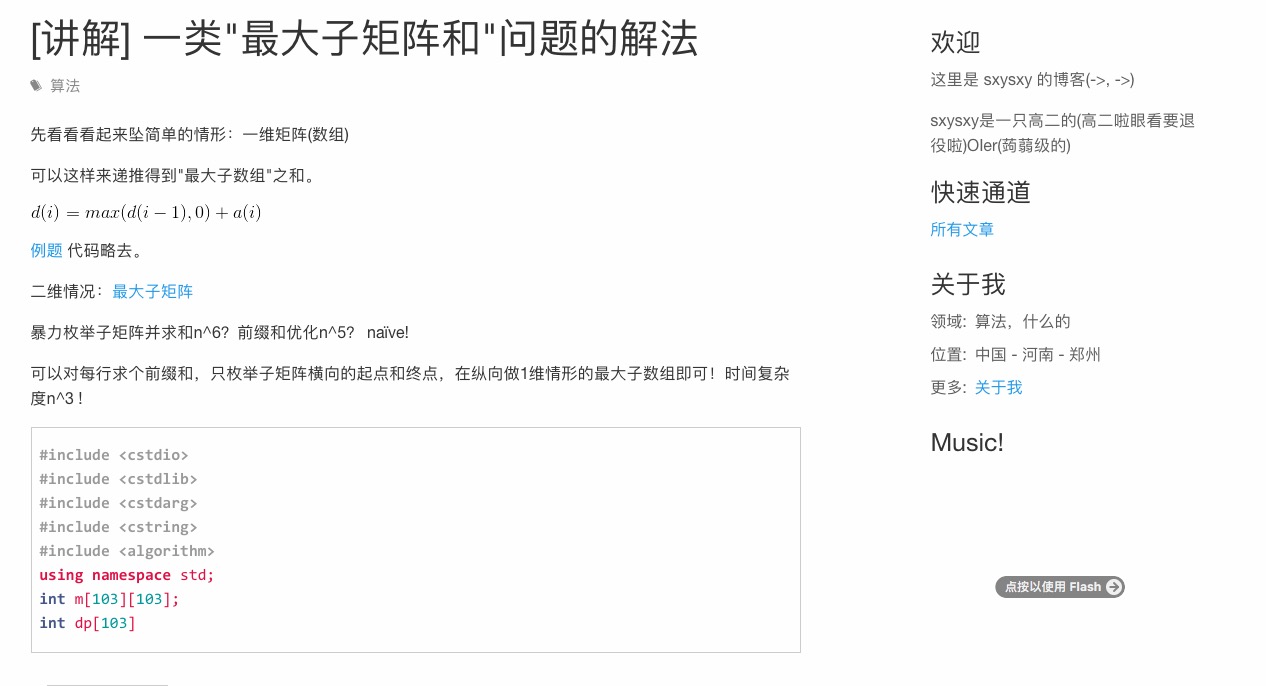 [讲解] 一类"最大子矩阵和"问题的解法
算法
先看看看起来坠简单的情形：一维矩阵(数组)
可以这样来递推得到"最大子数组"之和。
d(i) = max(d(i − 1), 0) + a(i)
例题 代码略去。
二维情况：最大子矩阵
暴力枚举子矩阵并求和n^6？前缀和优化n^5？ naïve!
可以对每行求个前缀和，只枚举子矩阵横向的起点和终点，在纵向做1维情形的最大子数组即可！时间复杂
度n^3！
#include <cstdio>
#include <cstdlib>
#include <cstdarg>
#include <cstring>
#include <algorithm>
using namespace std;
int m[103][103];
int dp[103]
欢迎
这里是 sxysxy 的博客(->, ->)
sxysxy是一只高二的(高二啦眼看要退
役啦)OIer(蒟蒻级的)
快速通道
所有文章
关于我
领域: 算法，什么的
位置: 中国 - 河南 - 郑州
更多: 关于我
Music!
点按以使用 Flash